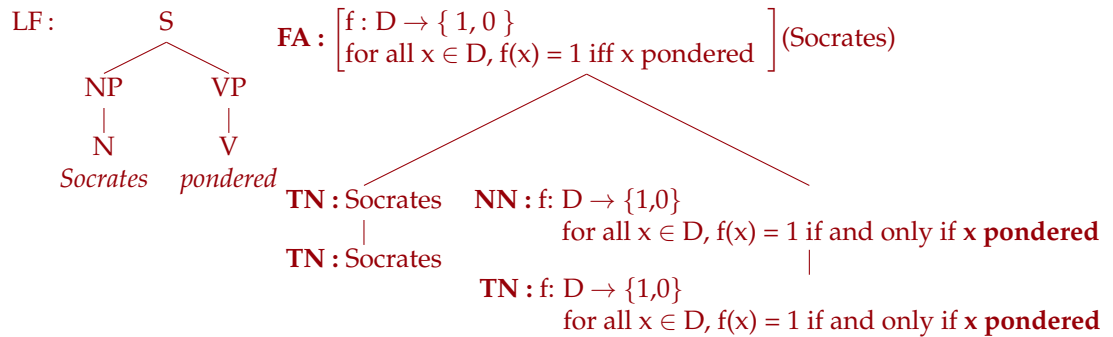 LF: S
FA : [f : D → { 1, 0 }
for all x ∈ D, f(x) = 1 iff x pondered ](Socrates)
NP VP
N V
Socrates pondered
TN : Socrates NN : f: D → {1,0}
for all x ∈ D, f(x) = 1 if and only if x pondered
TN : Socrates
TN : f: D → {1,0}
for all x ∈ D, f(x) = 1 if and only if x pondered